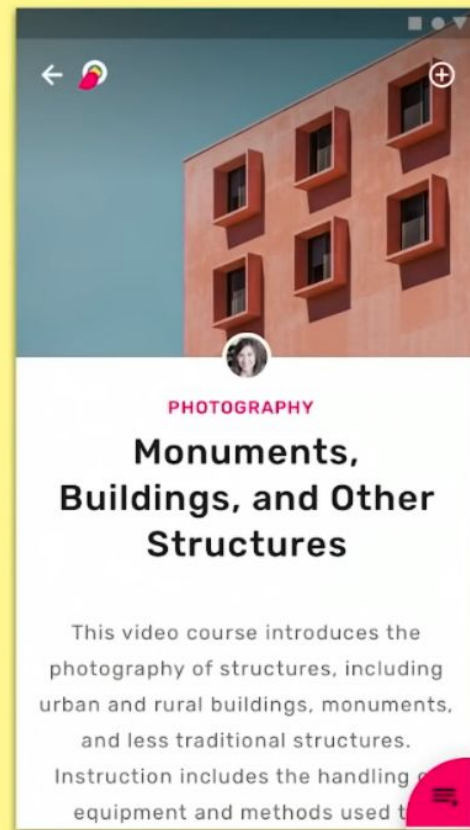 PHOTOGRAPHY
Monuments,
Buildings, and Other
Structures
This video course introduces the
photography of structures, including
urban and rural buildings, monuments,
and less traditional structures.
Instruction includes the handling
equipment and methods used